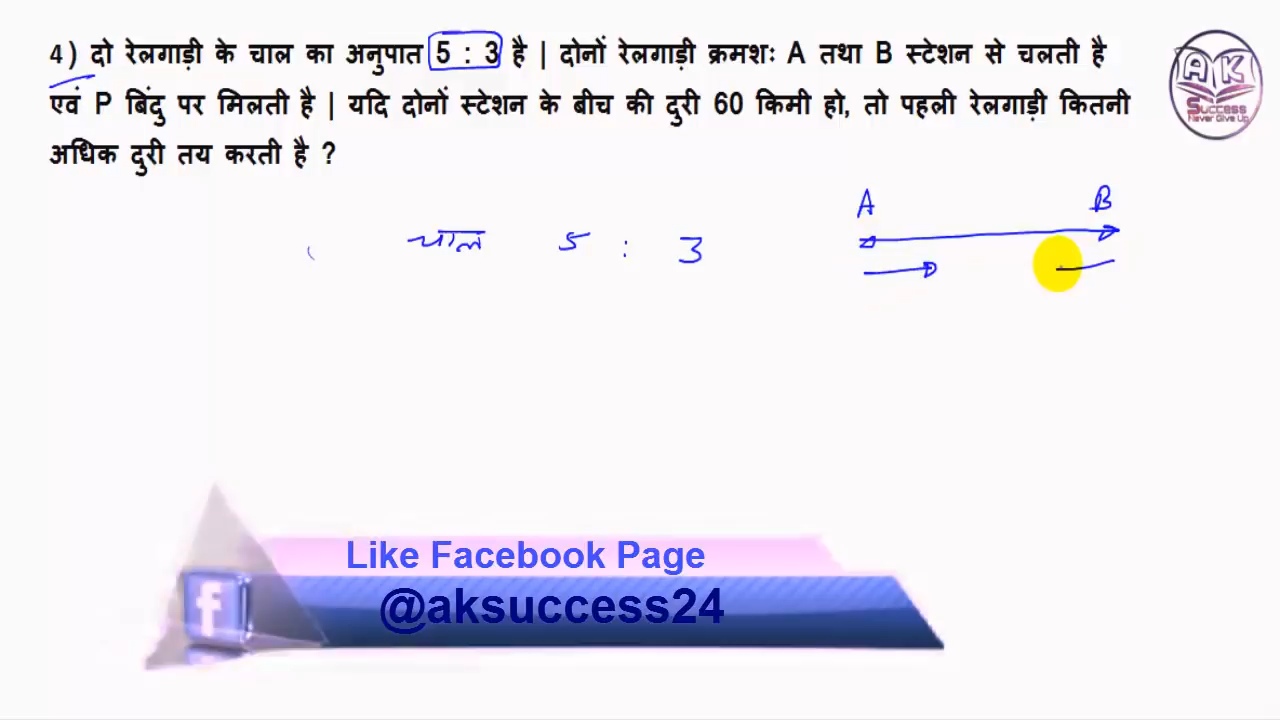 4) दो रेलगाड़ी के चाल का अनुपात 5 : 3 है | दोनों रेलगाड़ी क्रमशः A तथा B स्टेशन से चलती है
एवं P बिंदु पर मिलती है | यदि दोनों स्टेशन के बीच की दुरी 60 किमी हो, तो पहली रेलगाड़ी कितनी
अधिक दुरी तय करती है ?
AK
Success
Never Give Up
A B
चाल 5 : 3
Like Facebook Page
@aksuccess24